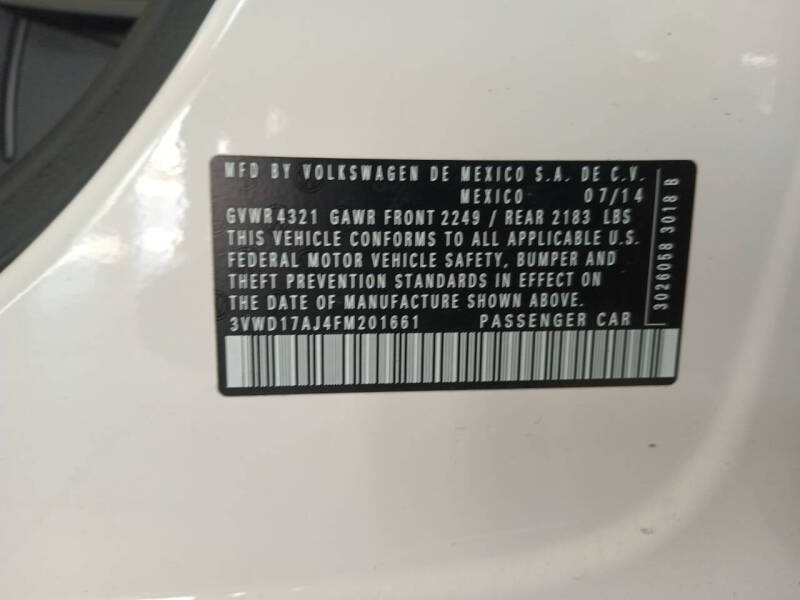 MFD BY VOLKSWAGEN DE MEXICO S.A. DE C.V.
MEXICO 07/14
GVWR 4321 GAWR FRONT 2249 / REAR 2183 LBS
THIS VEHICLE CONFORMS TO ALL APPLICABLE U.S.
FEDERAL MOTOR VEHICLE SAFETY, BUMPER AND
THEFT PREVENTION STANDARDS IN EFFECT ON
THE DATE OF MANUFACTURE SHOWN ABOVE.
3VWD17AJ4FM201661 PASSENGER CAR
3026058 3018 B